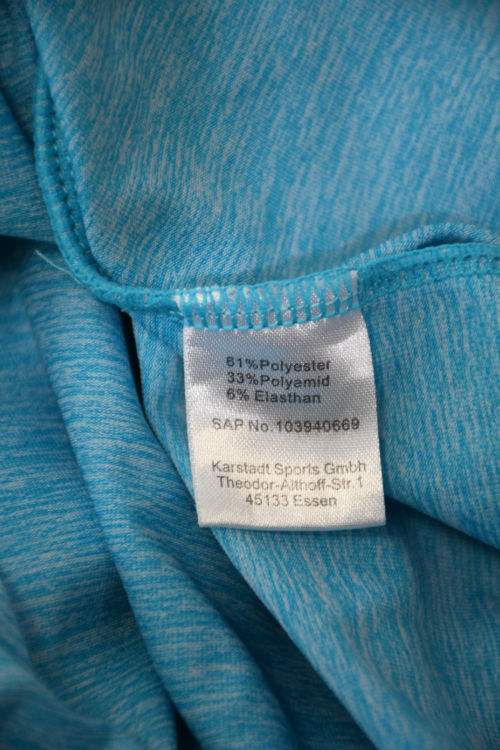 61%Polyester
33%Polyamid
6% Elasthan
SAP No.103940669
Karstadt Sports Gmbh
Theodor-Althoff-Str.1
45133 Essen